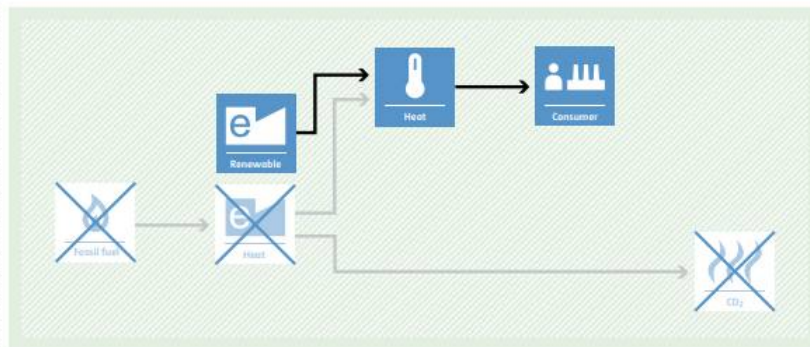 Heat
Consumer
e
Renewable
Fossil fuel
e
Heat
CO₂